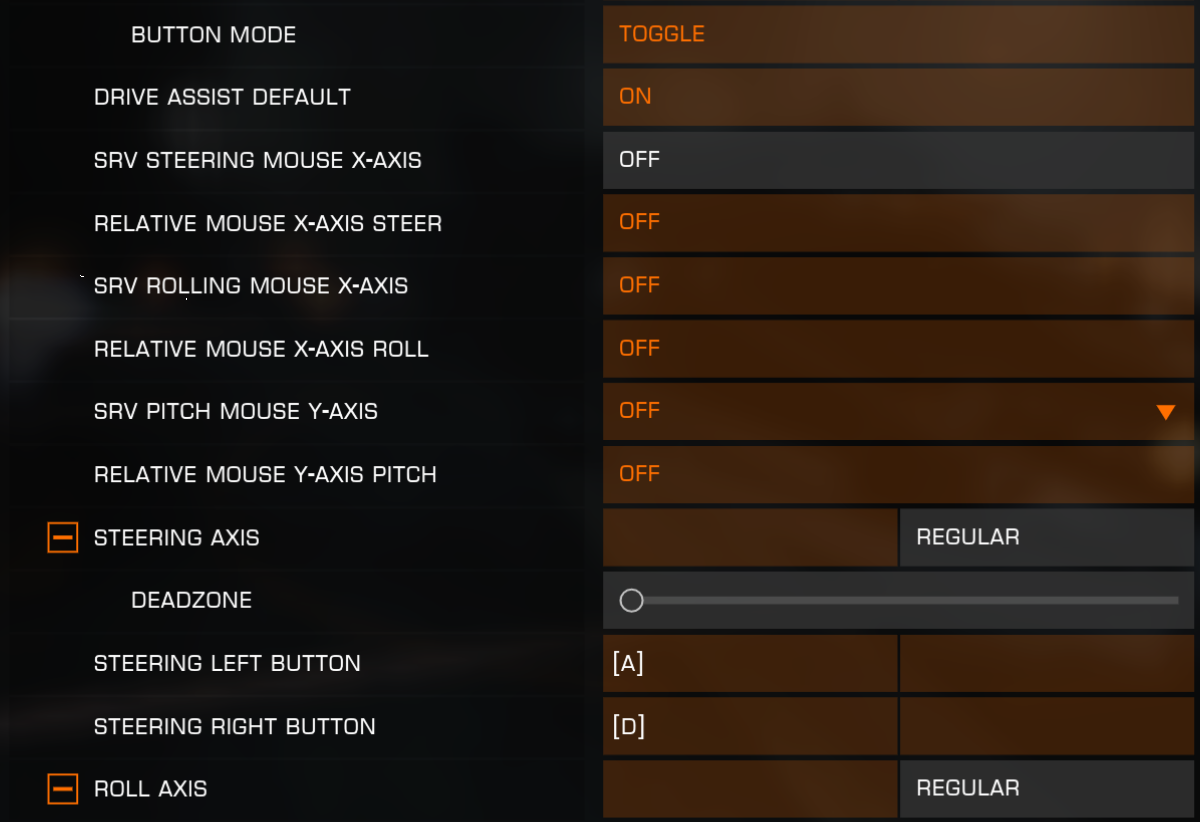 BUTTON MODE TOGGLE
DRIVE ASSIST DEFAULT ON
SRV STEERING MOUSE X-AXIS OFF
RELATIVE MOUSE X-AXIS STEER OFF
SRV ROLLING MOUSE X-AXIS OFF
RELATIVE MOUSE X-AXIS ROLL OFF
SRV PITCH MOUSE Y-AXIS OFF
RELATIVE MOUSE Y-AXIS PITCH OFF
STEERING AXIS REGULAR
DEADZONE
STEERING LEFT BUTTON [A]
STEERING RIGHT BUTTON [D]
ROLL AXIS REGULAR